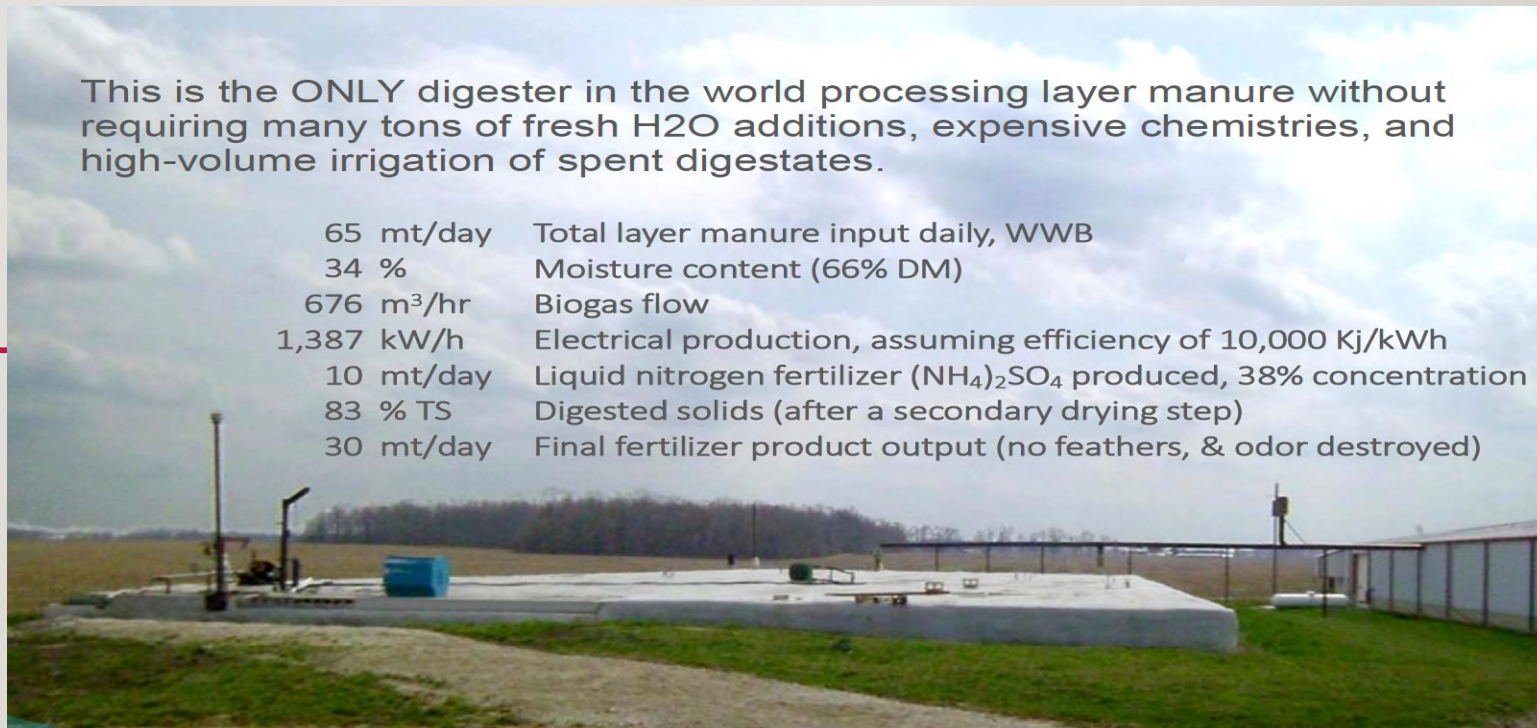 This is the ONLY digester in the world processing layer manure without
requiring many tons of fresh H2O additions, expensive chemistries, and
high-volume irrigation of spent digestates.
65 mt/day Total layer manure input daily, WWB
34 % Moisture content (66% DM)
676 m³/hr Biogas flow
1,387 kW/h Electrical production, assuming efficiency of 10,000 Kj/kWh
10 mt/day Liquid nitrogen fertilizer (NH₄)₂SO₄ produced, 38% concentration
83 % TS Digested solids (after a secondary drying step)
30 mt/day Final fertilizer product output (no feathers, & odor destroyed)